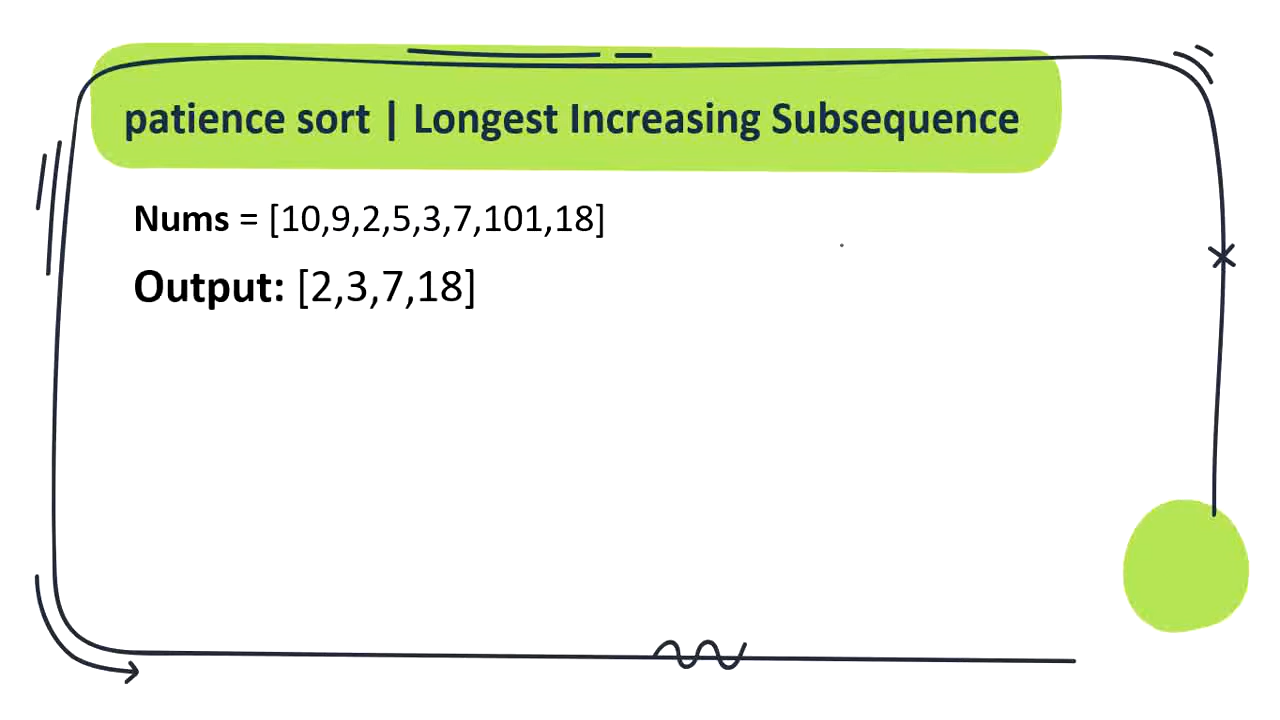 patience sort | Longest Increasing Subsequence
Nums = [10,9,2,5,3,7,101,18]
Output: [2,3,7,18]